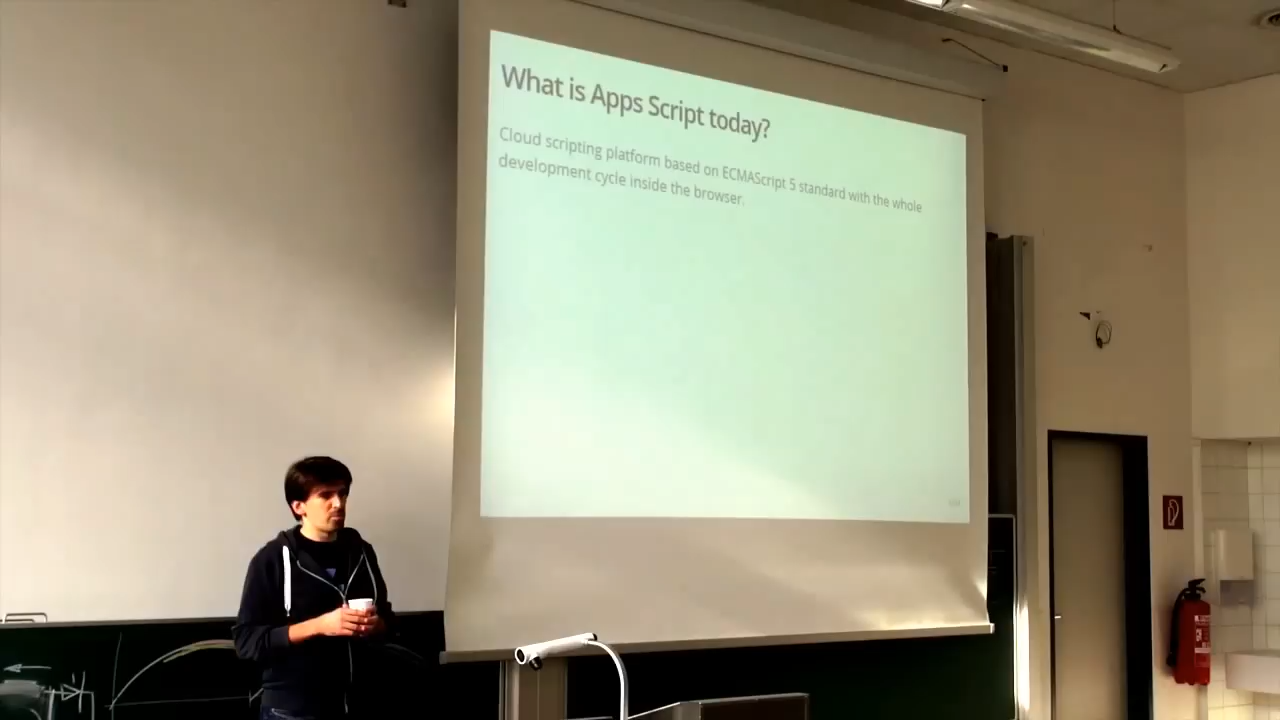 What is Apps Script today?
Cloud scripting platform based on ECMAScript 5 standard with the whole
development cycle inside the browser.